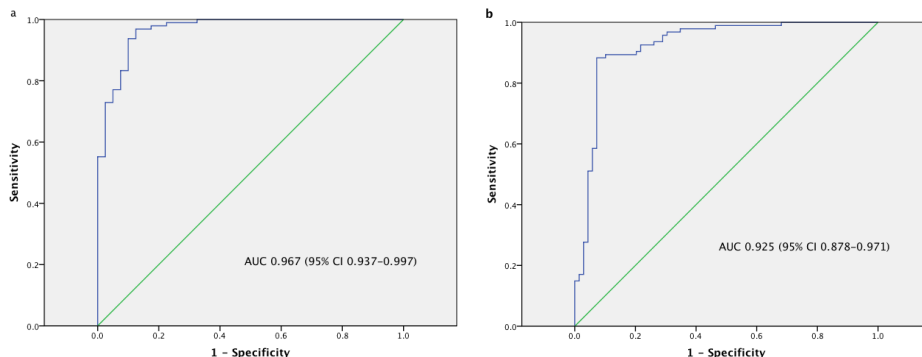 a
1.0
0.8
0.6
0.4
0.2
0.0
Sensitivity
AUC 0.967 (95% CI 0.937–0.997)
0.0 0.2 0.4 0.6 0.8 1.0
1 - Specificity
b
1.0
0.8
0.6
0.4
0.2
0.0
Sensitivity
AUC 0.925 (95% CI 0.878–0.971)
0.0 0.2 0.4 0.6 0.8 1.0
1 – Specificity